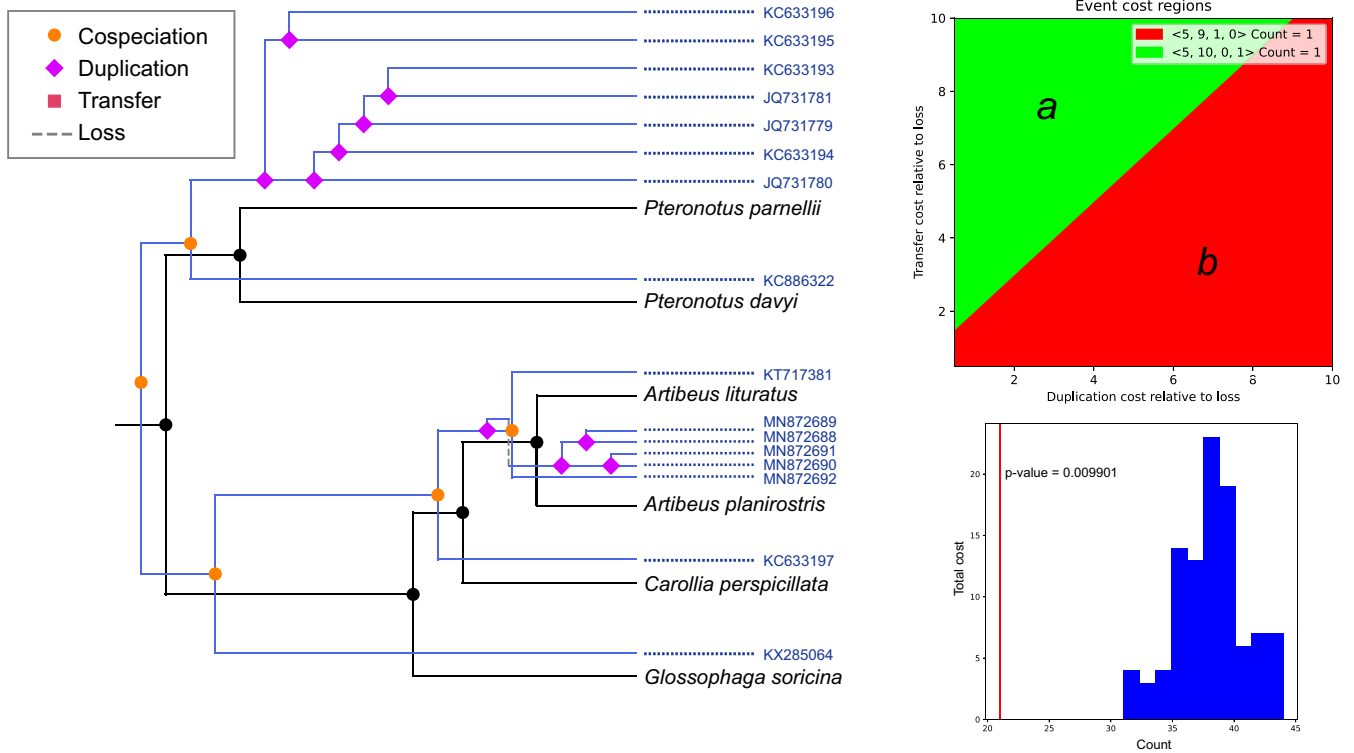 Cospeciation
Duplication
Transfer
Loss
KC633196
KC633195
KC633193
JQ731781
JQ731779
KC633194
JQ731780
Pteronotus parnellii
KC886322
Pteronotus davyi
KT717381
Artibeus lituratus
MN872689
MN872688
MN872691
MN872690
MN872692
Artibeus planirostris
KC633197
Carollia perspicillata
KX285064
Glossophaga soricina
Event cost regions
<5, 9, 1, 0> Count = 1
<5, 10, 0, 1> Count = 1
a
b
10
8
6
4
2
Transfer cost relative to loss
2
4
6
8
10
Duplication cost relative to loss
p-value = 0.009901
20
15
10
5
0
Total cost
20
25
30
35
40
45
Count